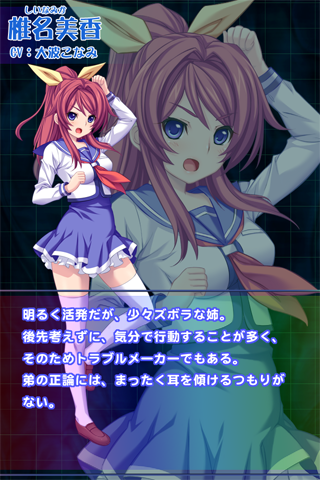 しいなみか
椎名美香
CV：大波こなみ
明るく活発だが、少々ズボラな姉。
後先考えずに、気分で行動することが多く、
そのためトラブルメーカーでもある。
弟の正論には、まったく耳を傾けるつもりが
ない。